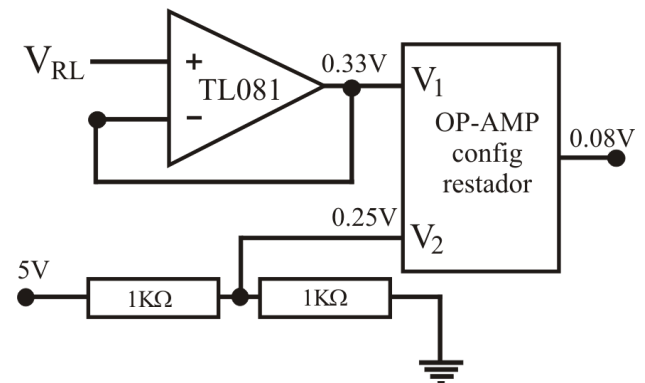 V_RL
+
TL081
−
0.33V
V₁
OP-AMP
config
restador
0.08V
0.25V
V₂
5V
1KΩ
1KΩ